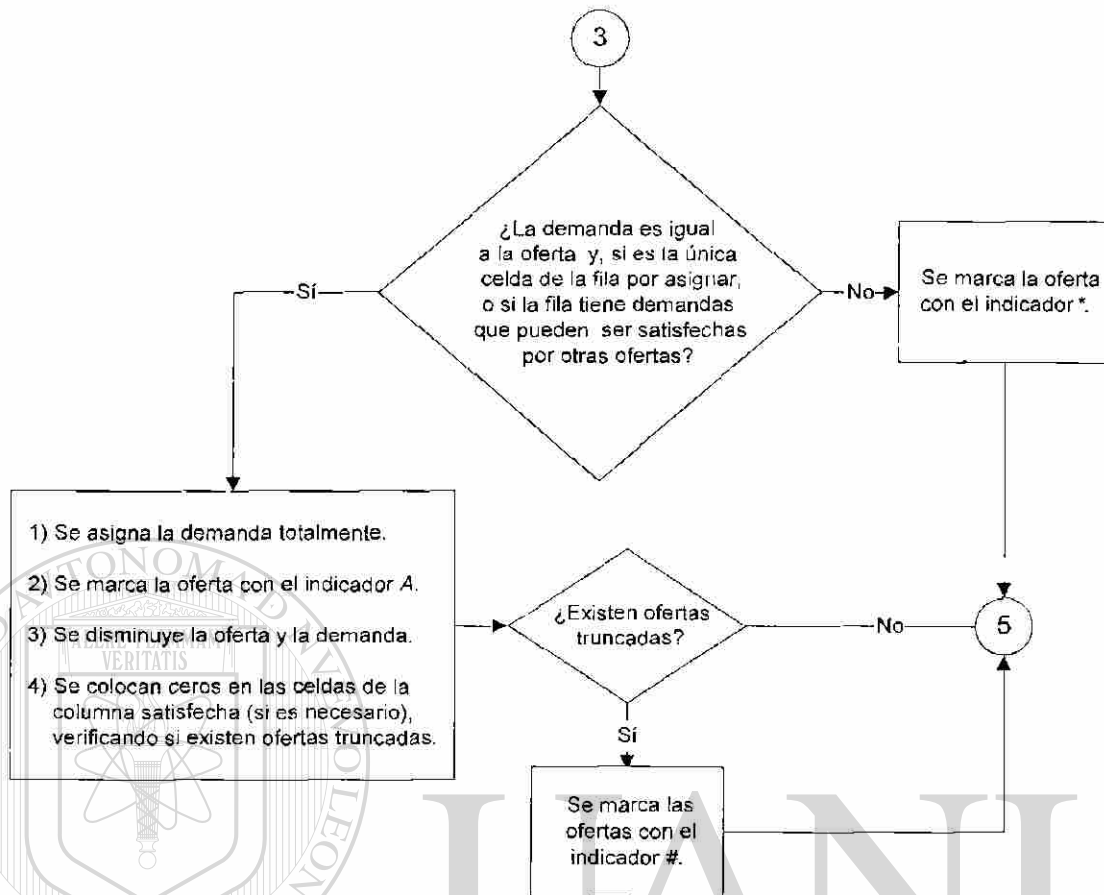 3
¿La demanda es igual
a la oferta y, si es la única
celda de la fila por asignar,
o si la fila tiene demandas
que pueden ser satisfechas
por otras ofertas?
Sí
No
Se marca la oferta
con el indicador *.
1) Se asigna la demanda totalmente.
2) Se marca la oferta con el indicador A.
3) Se disminuye la oferta y la demanda.
4) Se colocan ceros en las celdas de la
columna satisfecha (si es necesario),
verificando si existen ofertas truncadas.
¿Existen ofertas
truncadas?
No
5
Sí
Se marca las
ofertas con el
indicador #.
VERITATIS
UANL